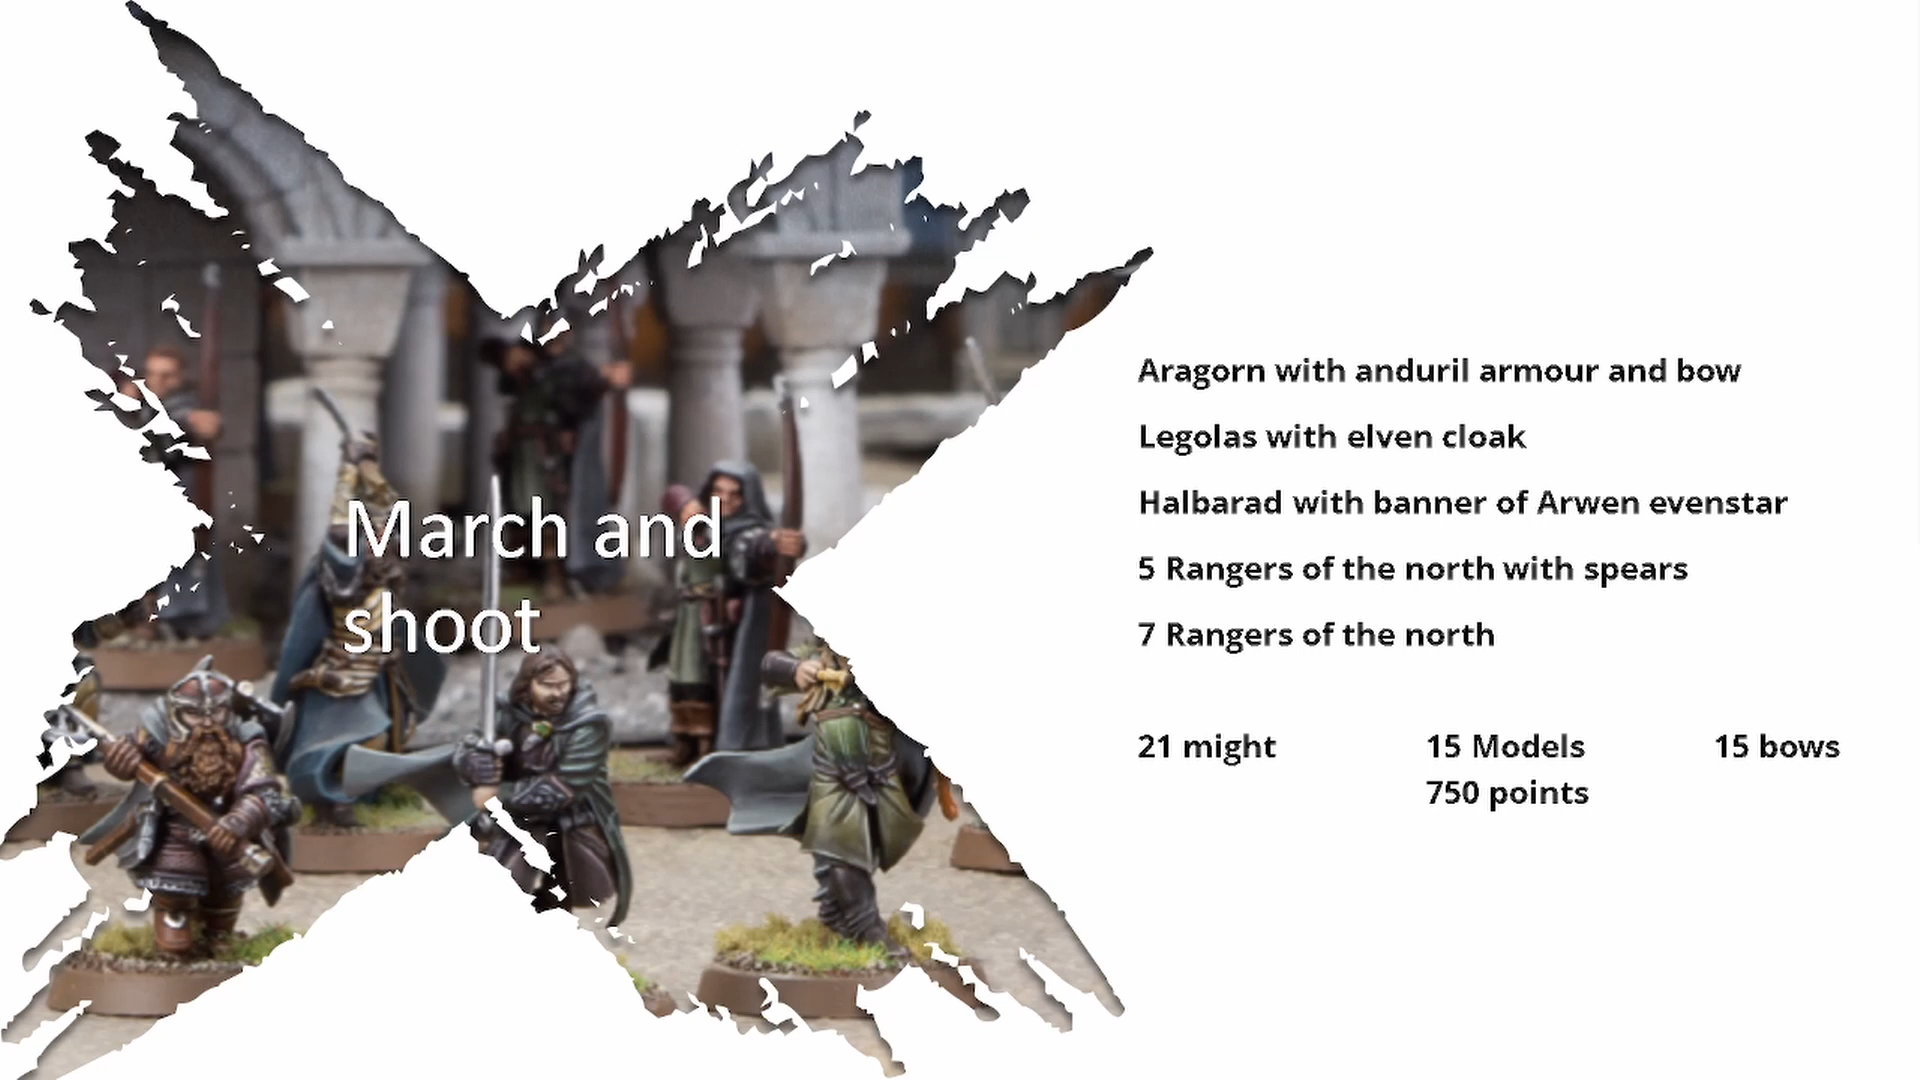 March and
shoot
Aragorn with anduril armour and bow
Legolas with elven cloak
Halbarad with banner of Arwen evenstar
5 Rangers of the north with spears
7 Rangers of the north
21 might
15 Models
15 bows
750 points